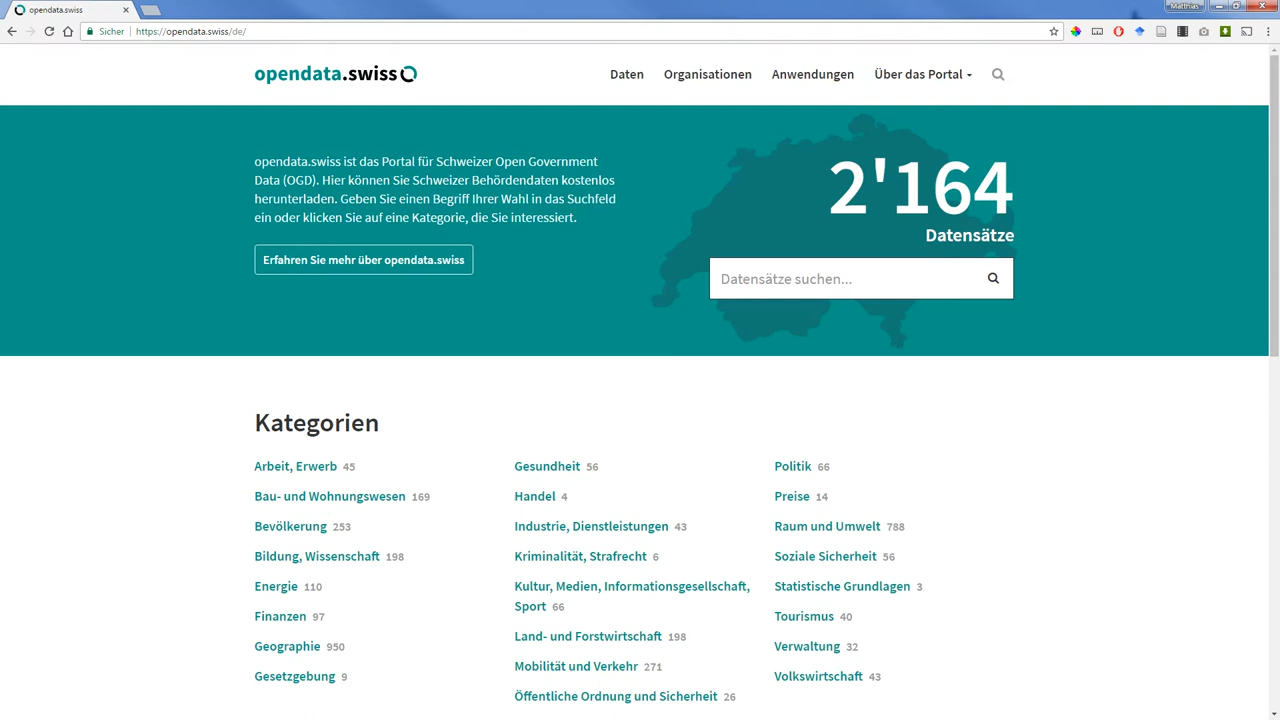 opendata.swiss
Matthias
Sicher
https://opendata.swiss/de/
opendata.swiss
Daten
Organisationen
Anwendungen
Über das Portal
opendata.swiss ist das Portal für Schweizer Open Government
Data (OGD). Hier können Sie Schweizer Behördendaten kostenlos
herunterladen. Geben Sie einen Begriff Ihrer Wahl in das Suchfeld
ein oder klicken Sie auf eine Kategorie, die Sie interessiert.
Erfahren Sie mehr über opendata.swiss
2'164
Datensätze
Datensätze suchen...
Kategorien
Arbeit, Erwerb 45
Bau- und Wohnungswesen 169
Bevölkerung 253
Bildung, Wissenschaft 198
Energie 110
Finanzen 97
Geographie 950
Gesetzgebung 9
Gesundheit 56
Handel 4
Industrie, Dienstleistungen 43
Kriminalität, Strafrecht 6
Kultur, Medien, Informationsgesellschaft,
Sport 66
Land- und Forstwirtschaft 198
Mobilität und Verkehr 271
Öffentliche Ordnung und Sicherheit 26
Politik 66
Preise 14
Raum und Umwelt 788
Soziale Sicherheit 56
Statistische Grundlagen 3
Tourismus 40
Verwaltung 32
Volkswirtschaft 43